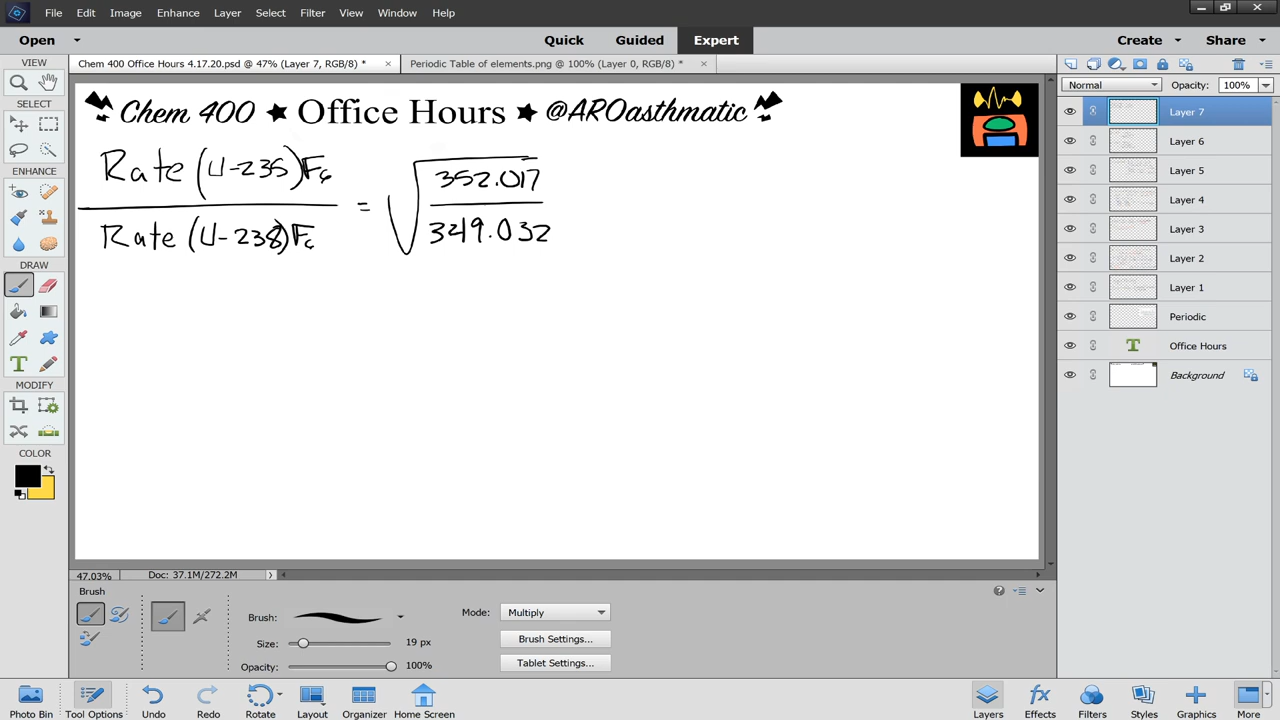 File Edit Image Enhance Layer Select Filter View Window Help
Open Quick Guided Expert Create Share
VIEW
SELECT
ENHANCE
DRAW
MODIFY
COLOR
Chem 400 Office Hours 4.17.20.psd @ 47% (Layer 7, RGB/8) * × Periodic Table of elements.png @ 100% (Layer 0, RGB/8) * ×
Chem 400 ★ Office Hours ★ @AROasthmatic
Rate (U-235)F6
Rate (U-238)F6
=
√
352.017
349.032
Normal Opacity: 100%
Layer 7
Layer 6
Layer 5
Layer 4
Layer 3
Layer 2
Layer 1
Periodic
T Office Hours
Background
47.03% Doc: 37.1M/272.2M
Brush
Brush:
Size: 19 px
Opacity: 100%
Mode: Multiply
Brush Settings...
Tablet Settings...
Photo Bin Tool Options Undo Redo Rotate Layout Organizer Home Screen Layers Effects Filters Styles Graphics More